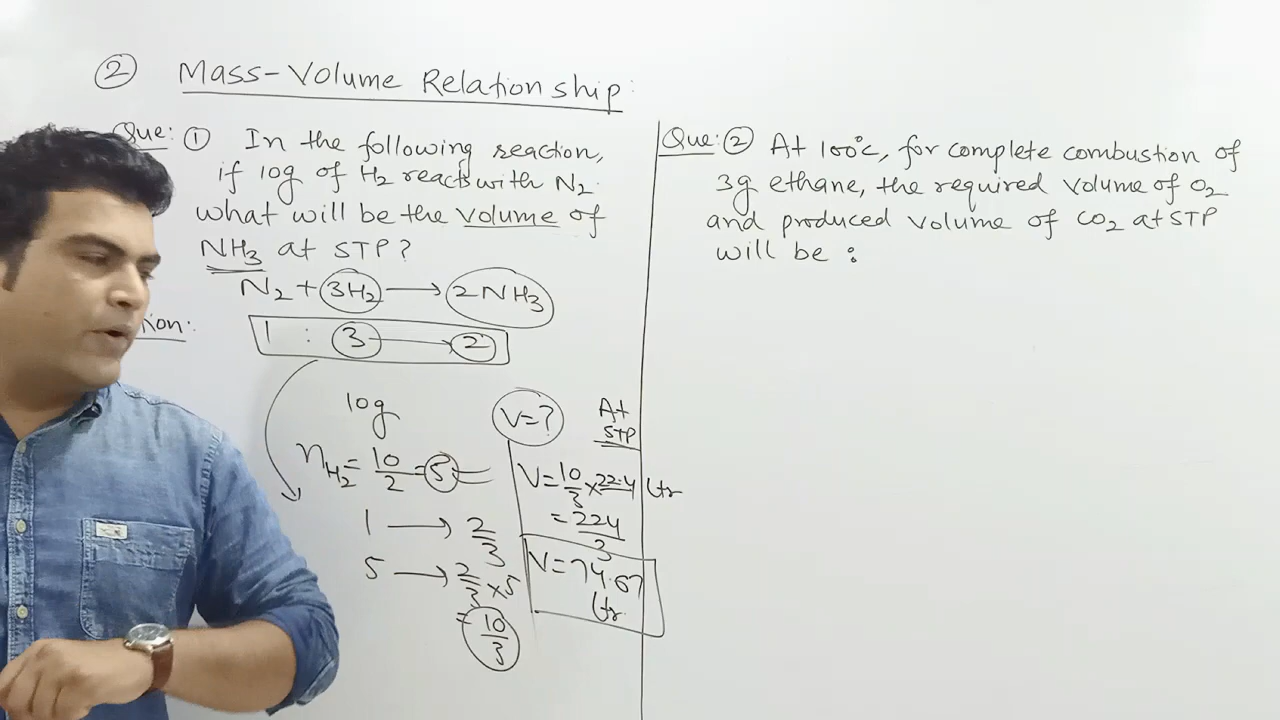 ② Mass-Volume Relationship:
Que: ① In the following reaction,
if 10g of H2 reacts with N2.
what will be the volume of
NH3 at STP?
N2 + 3H2 → 2NH3
tion:
1 : 3 → 2
10g
V=?
At
STP
nH2 = 10/2 = 5
1 → 2/3
5 → 2/3 × 5
= 10/3
V = 10/3 × 22.4 Ltr
= 224/3
V = 74.67
Ltr
Que: ② At 100°C, for complete combustion of
3g ethane, the required volume of O2
and produced volume of CO2 at STP
will be :